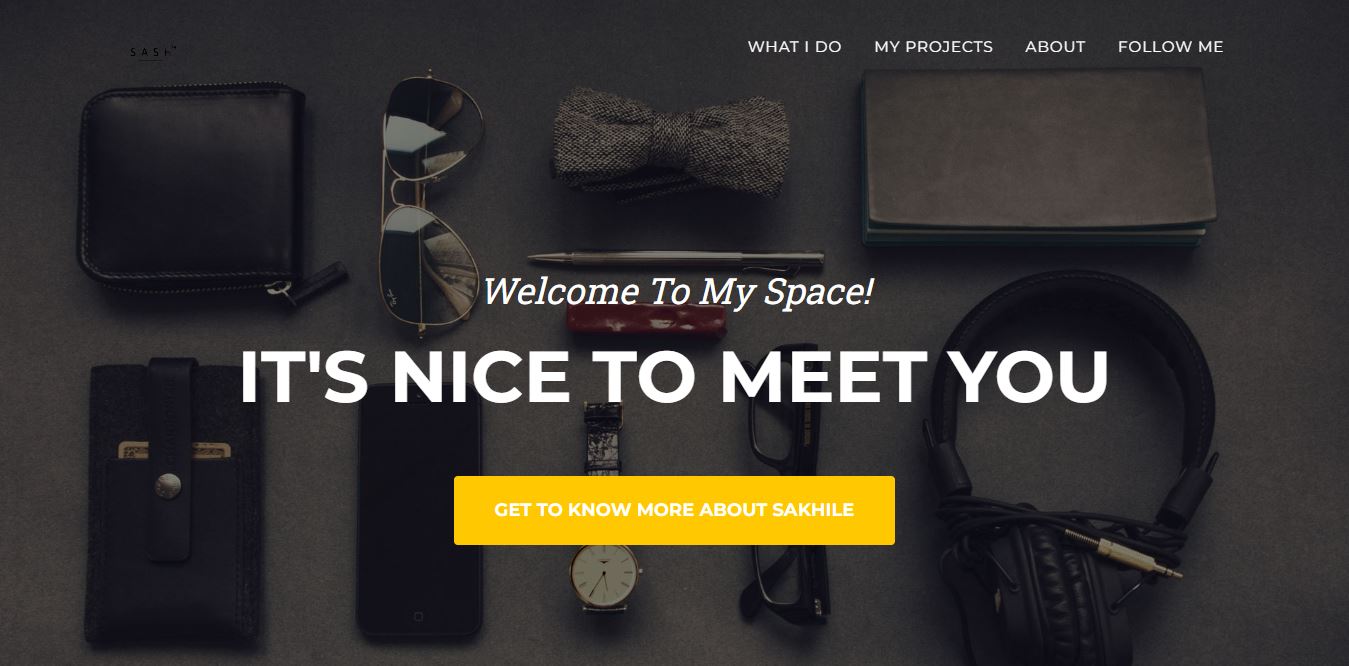 SASH
WHAT I DO
MY PROJECTS
ABOUT
FOLLOW ME
Welcome To My Space!
IT'S NICE TO MEET YOU
GET TO KNOW MORE ABOUT SAKHILE